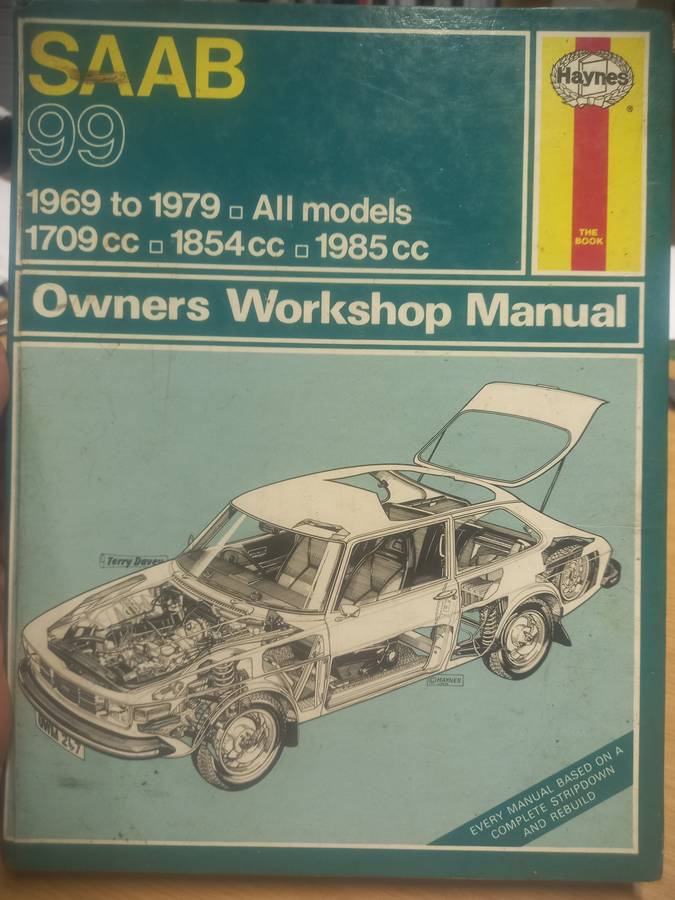 SAAB
99
1969 to 1979 □ All models
1709 cc □ 1854 cc □ 1985 cc
Haynes
®
THE
BOOK
Owners Workshop Manual
Terry Davey
© HAYNES
EVERY MANUAL BASED ON A
COMPLETE STRIPDOWN
AND REBUILD